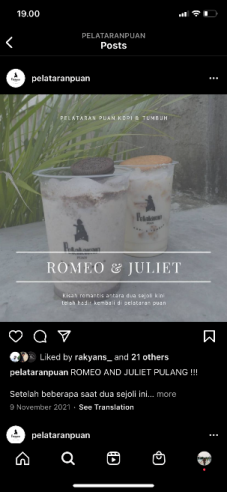 19.00
PELATARANPUAN
Posts
pelataranpuan
PELATARAN PUAN KOPI & TUMBUH
Pelataran
ROMEO & JULIET
Kisah romantis antara dua sejoli kini
telah hadir kembali di pelataran puan
Liked by rakyans_ and 21 others
pelataranpuan ROMEO AND JULIET PULANG !!!
Setelah beberapa saat dua sejoli ini... more
9 November 2021 · See Translation
pelataranpuan